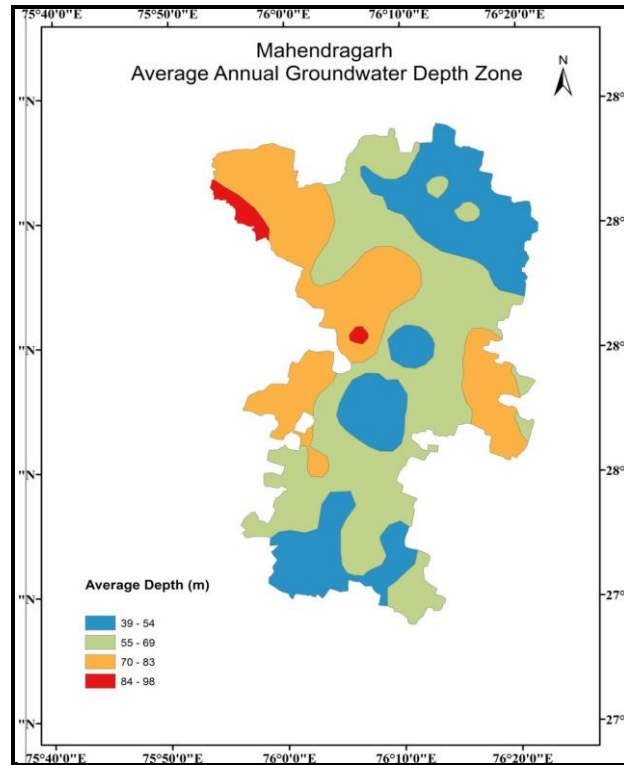 75°40'0"E 75°50'0"E 76°0'0"E 76°10'0"E 76°20'0"E
Mahendragarh
Average Annual Groundwater Depth Zone
N
"N
28°
"N
28°
"N
28°
"N
28°
Average Depth (m)
"N
27°
39 - 54
55 - 69
70 - 83
84 - 98
"N
27°
75°40'0"E 75°50'0"E 76°0'0"E 76°10'0"E 76°20'0"E